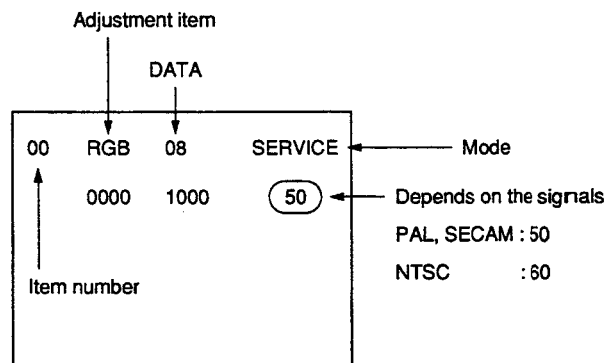 Adjustment item
DATA
00 RGB 08 SERVICE
Mode
0000 1000 50
Depends on the signals
PAL, SECAM : 50
NTSC : 60
Item number